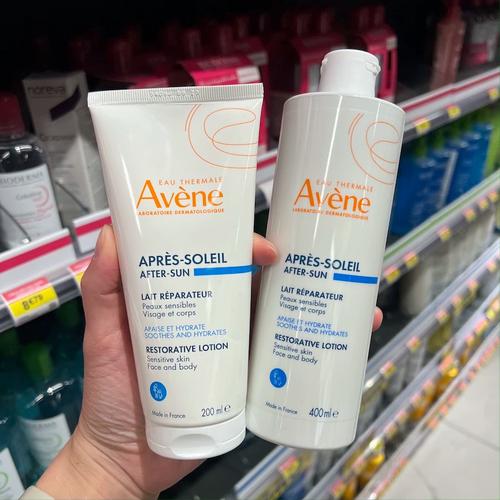 EAU THERMALE
Avène
LABORATOIRE DERMATOLOGIQUE
APRÈS-SOLEIL
AFTER-SUN
LAIT RÉPARATEUR
Peaux sensibles
Visage et corps
APAISE ET HYDRATE
SOOTHES AND HYDRATES
RESTORATIVE LOTION
Sensitive skin
Face and body
Made in France
200 ml e
EAU THERMALE
Avène
LABORATOIRE DERMATOLOGIQUE
APRÈS-SOLEIL
AFTER-SUN
LAIT RÉPARATEUR
Peaux sensibles
Visage et corps
APAISE ET HYDRATE
SOOTHES AND HYDRATES
RESTORATIVE LOTION
Sensitive skin
Face and body
Made in France
400 ml e
noreva
BIODERMA